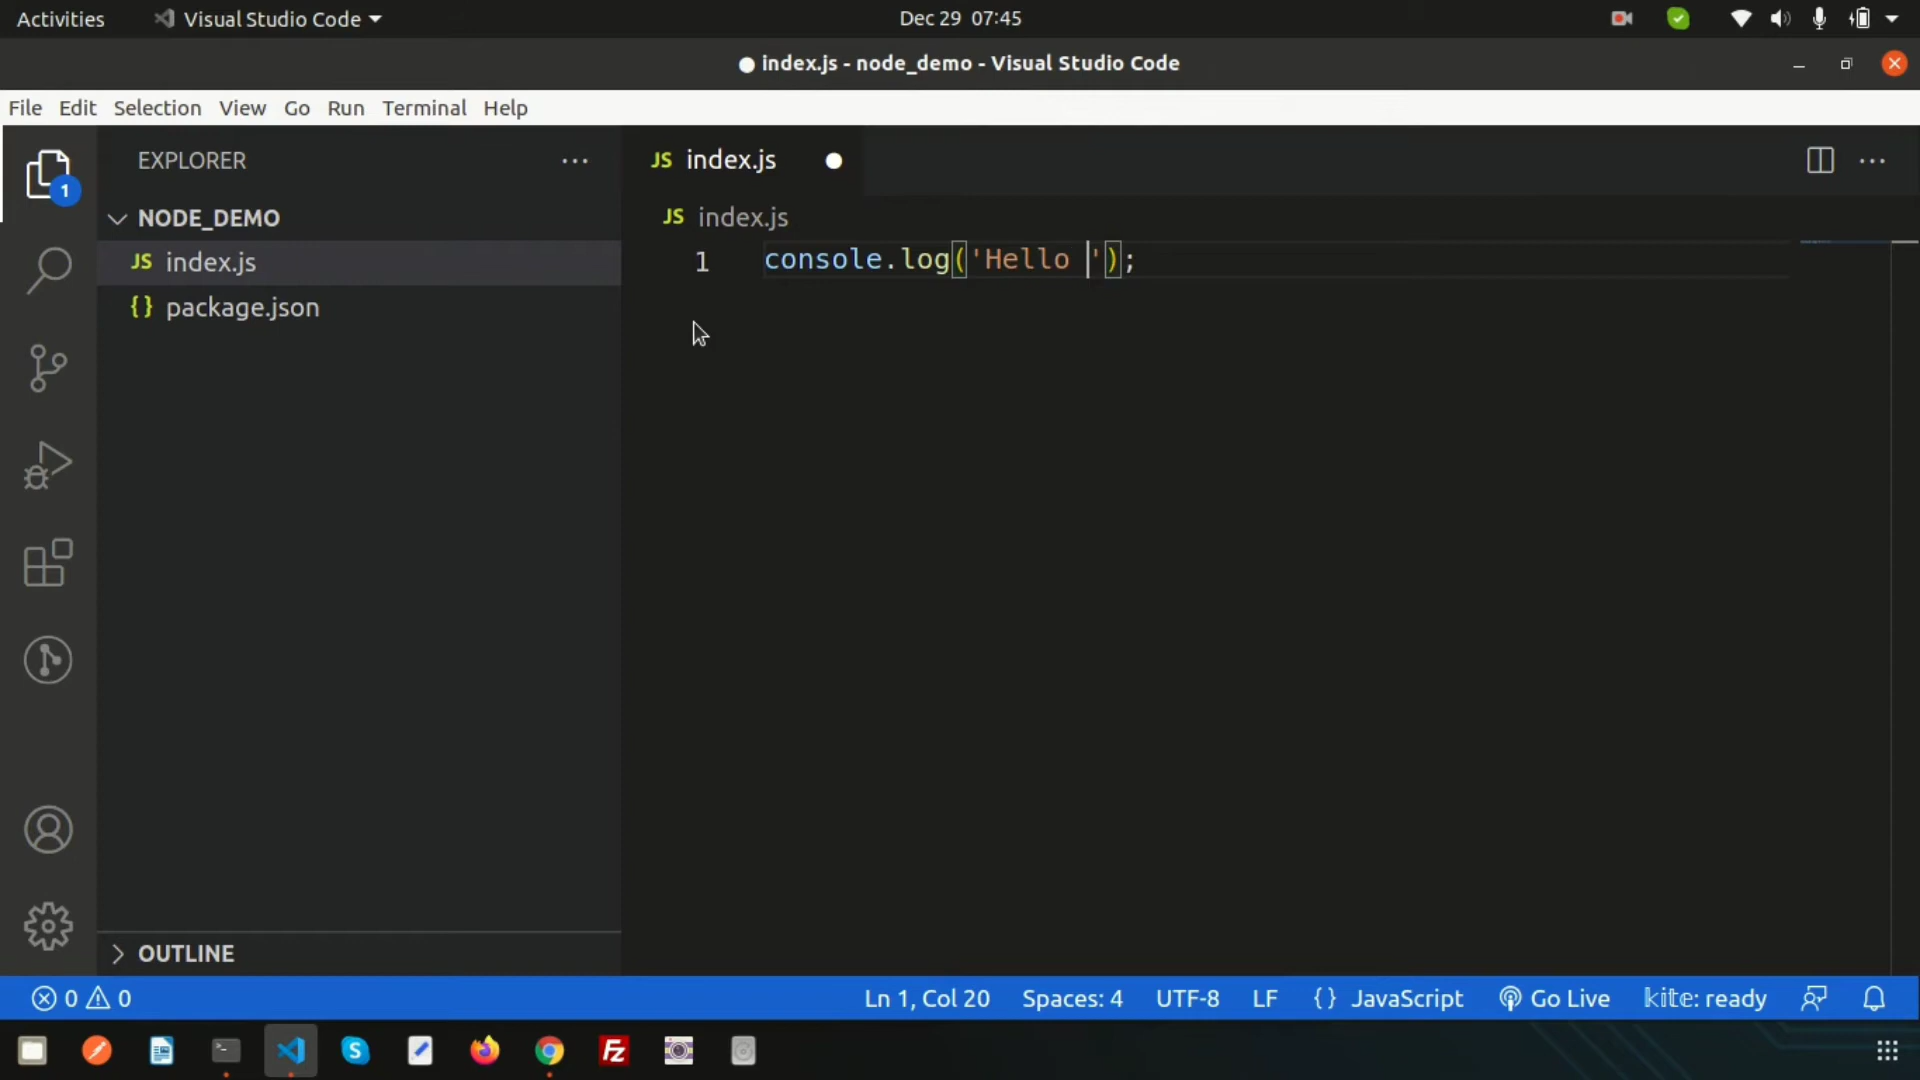 Activities Visual Studio Code Dec 29 07:45
● index.js - node_demo - Visual Studio Code
File Edit Selection View Go Run Terminal Help
EXPLORER ··· JS index.js ● ···
1
NODE_DEMO JS index.js
JS index.js 1 console.log('Hello ');
{} package.json
OUTLINE
0 0 Ln 1, Col 20 Spaces: 4 UTF-8 LF {} JavaScript Go Live kite: ready
>_ S Fz